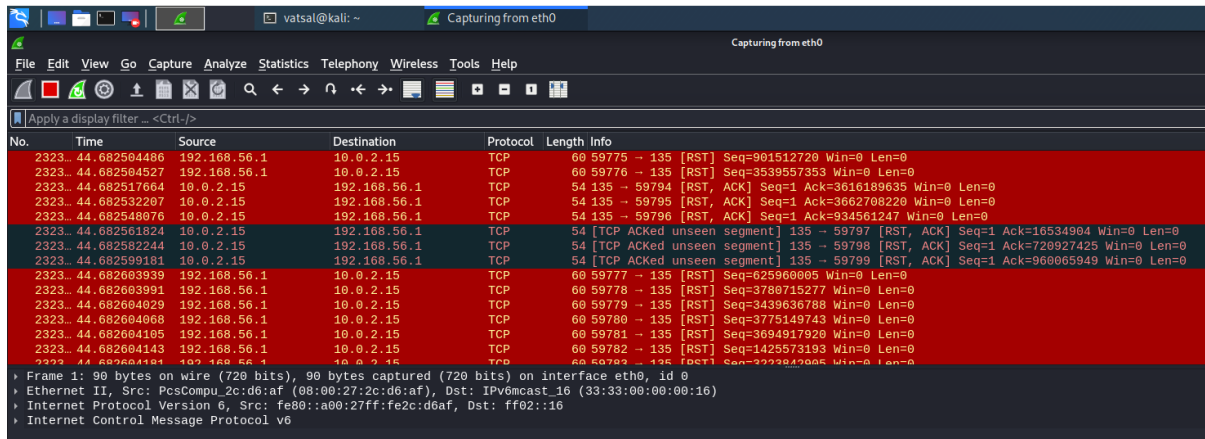 vatsal@kali: ~ Capturing from eth0
Capturing from eth0
File Edit View Go Capture Analyze Statistics Telephony Wireless Tools Help
Apply a display filter … <Ctrl-/>
No. Time Source Destination Protocol Length Info
2323… 44.682504486 192.168.56.1 10.0.2.15 TCP 60 59775 → 135 [RST] Seq=901512720 Win=0 Len=0
2323… 44.682504527 192.168.56.1 10.0.2.15 TCP 60 59776 → 135 [RST] Seq=3539557353 Win=0 Len=0
2323… 44.682517664 10.0.2.15 192.168.56.1 TCP 54 135 → 59794 [RST, ACK] Seq=1 Ack=3616189635 Win=0 Len=0
2323… 44.682532207 10.0.2.15 192.168.56.1 TCP 54 135 → 59795 [RST, ACK] Seq=1 Ack=3662708220 Win=0 Len=0
2323… 44.682548076 10.0.2.15 192.168.56.1 TCP 54 135 → 59796 [RST, ACK] Seq=1 Ack=934561247 Win=0 Len=0
2323… 44.682561824 10.0.2.15 192.168.56.1 TCP 54 [TCP ACKed unseen segment] 135 → 59797 [RST, ACK] Seq=1 Ack=16534904 Win=0 Len=0
2323… 44.682582244 10.0.2.15 192.168.56.1 TCP 54 [TCP ACKed unseen segment] 135 → 59798 [RST, ACK] Seq=1 Ack=720927425 Win=0 Len=0
2323… 44.682599181 10.0.2.15 192.168.56.1 TCP 54 [TCP ACKed unseen segment] 135 → 59799 [RST, ACK] Seq=1 Ack=960065949 Win=0 Len=0
2323… 44.682603939 192.168.56.1 10.0.2.15 TCP 60 59777 → 135 [RST] Seq=625960005 Win=0 Len=0
2323… 44.682603991 192.168.56.1 10.0.2.15 TCP 60 59778 → 135 [RST] Seq=3780715277 Win=0 Len=0
2323… 44.682604029 192.168.56.1 10.0.2.15 TCP 60 59779 → 135 [RST] Seq=3439636788 Win=0 Len=0
2323… 44.682604068 192.168.56.1 10.0.2.15 TCP 60 59780 → 135 [RST] Seq=3775149743 Win=0 Len=0
2323… 44.682604105 192.168.56.1 10.0.2.15 TCP 60 59781 → 135 [RST] Seq=3694917920 Win=0 Len=0
2323… 44.682604143 192.168.56.1 10.0.2.15 TCP 60 59782 → 135 [RST] Seq=1425573193 Win=0 Len=0
2323… 44.682604181 192.168.56.1 10.0.2.15 TCP 60 59783 → 135 [RST] Seq=3223842905 Win=0 Len=0
Frame 1: 90 bytes on wire (720 bits), 90 bytes captured (720 bits) on interface eth0, id 0
Ethernet II, Src: PcsCompu_2c:d6:af (08:00:27:2c:d6:af), Dst: IPv6mcast_16 (33:33:00:00:00:16)
Internet Protocol Version 6, Src: fe80::a00:27ff:fe2c:d6af, Dst: ff02::16
Internet Control Message Protocol v6